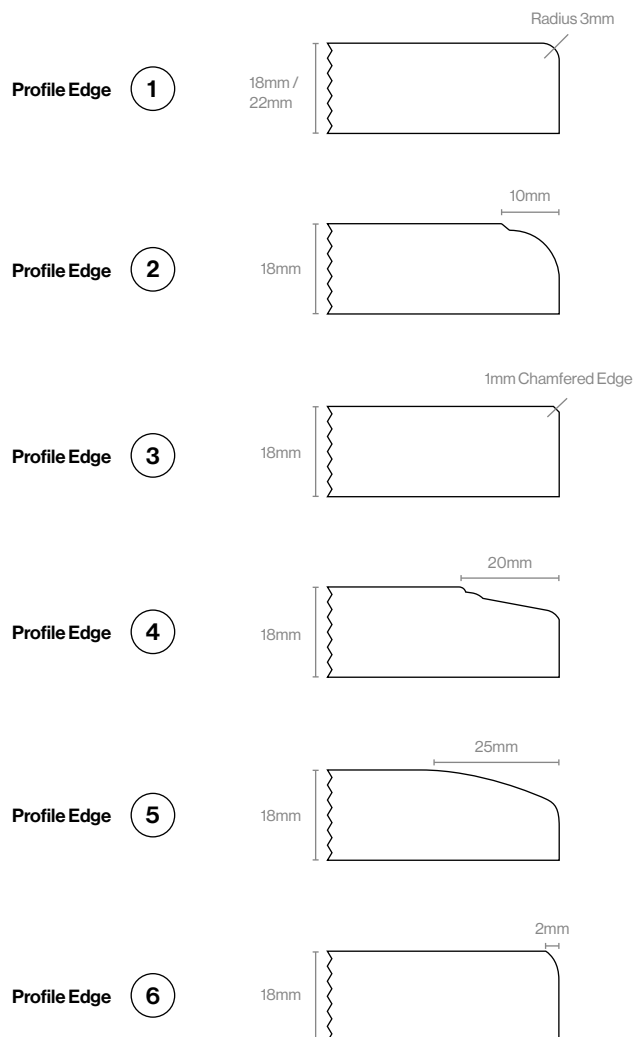 Radius 3mm
Profile Edge 1
18mm /
22mm
10mm
Profile Edge 2
18mm
1mm Chamfered Edge
Profile Edge 3
18mm
20mm
Profile Edge 4
18mm
25mm
Profile Edge 5
18mm
2mm
Profile Edge 6
18mm